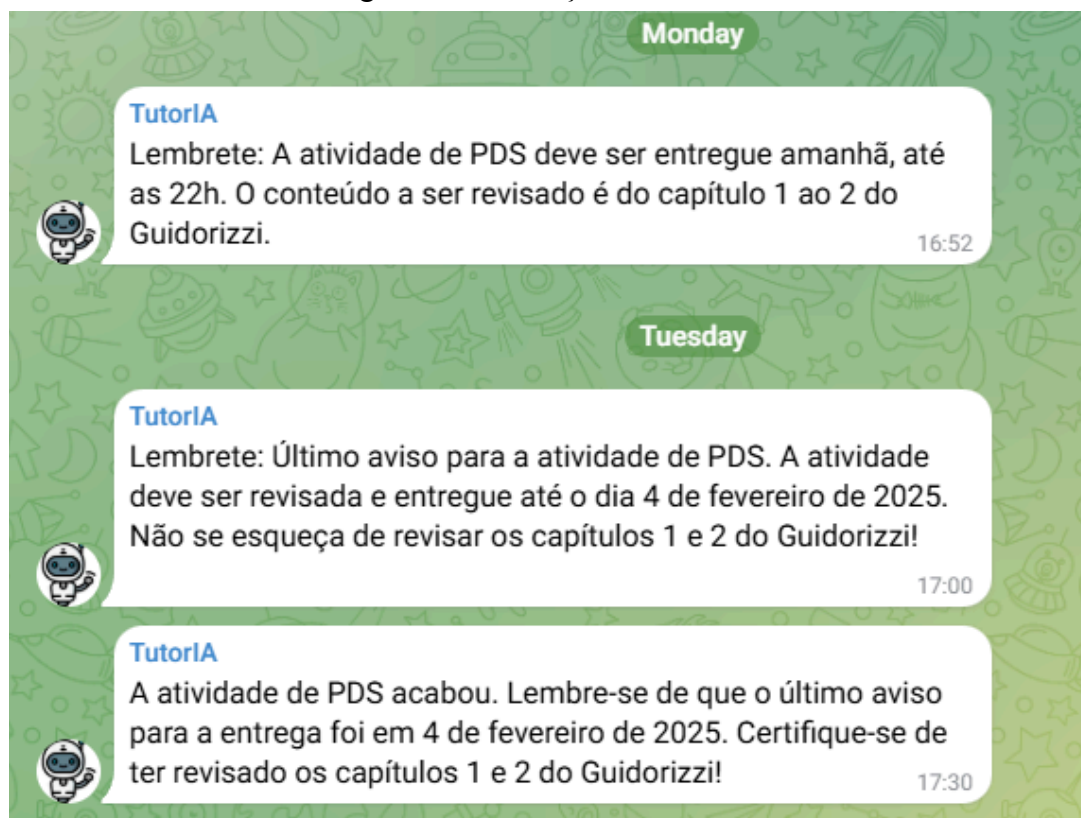 Monday
TutorIA
Lembrete: A atividade de PDS deve ser entregue amanhã, até
as 22h. O conteúdo a ser revisado é do capítulo 1 ao 2 do
Guidorizzi.
16:52
Tuesday
TutorIA
Lembrete: Último aviso para a atividade de PDS. A atividade
deve ser revisada e entregue até o dia 4 de fevereiro de 2025.
Não se esqueça de revisar os capítulos 1 e 2 do Guidorizzi!
17:00
TutorIA
A atividade de PDS acabou. Lembre-se de que o último aviso
para a entrega foi em 4 de fevereiro de 2025. Certifique-se de
ter revisado os capítulos 1 e 2 do Guidorizzi!
17:30